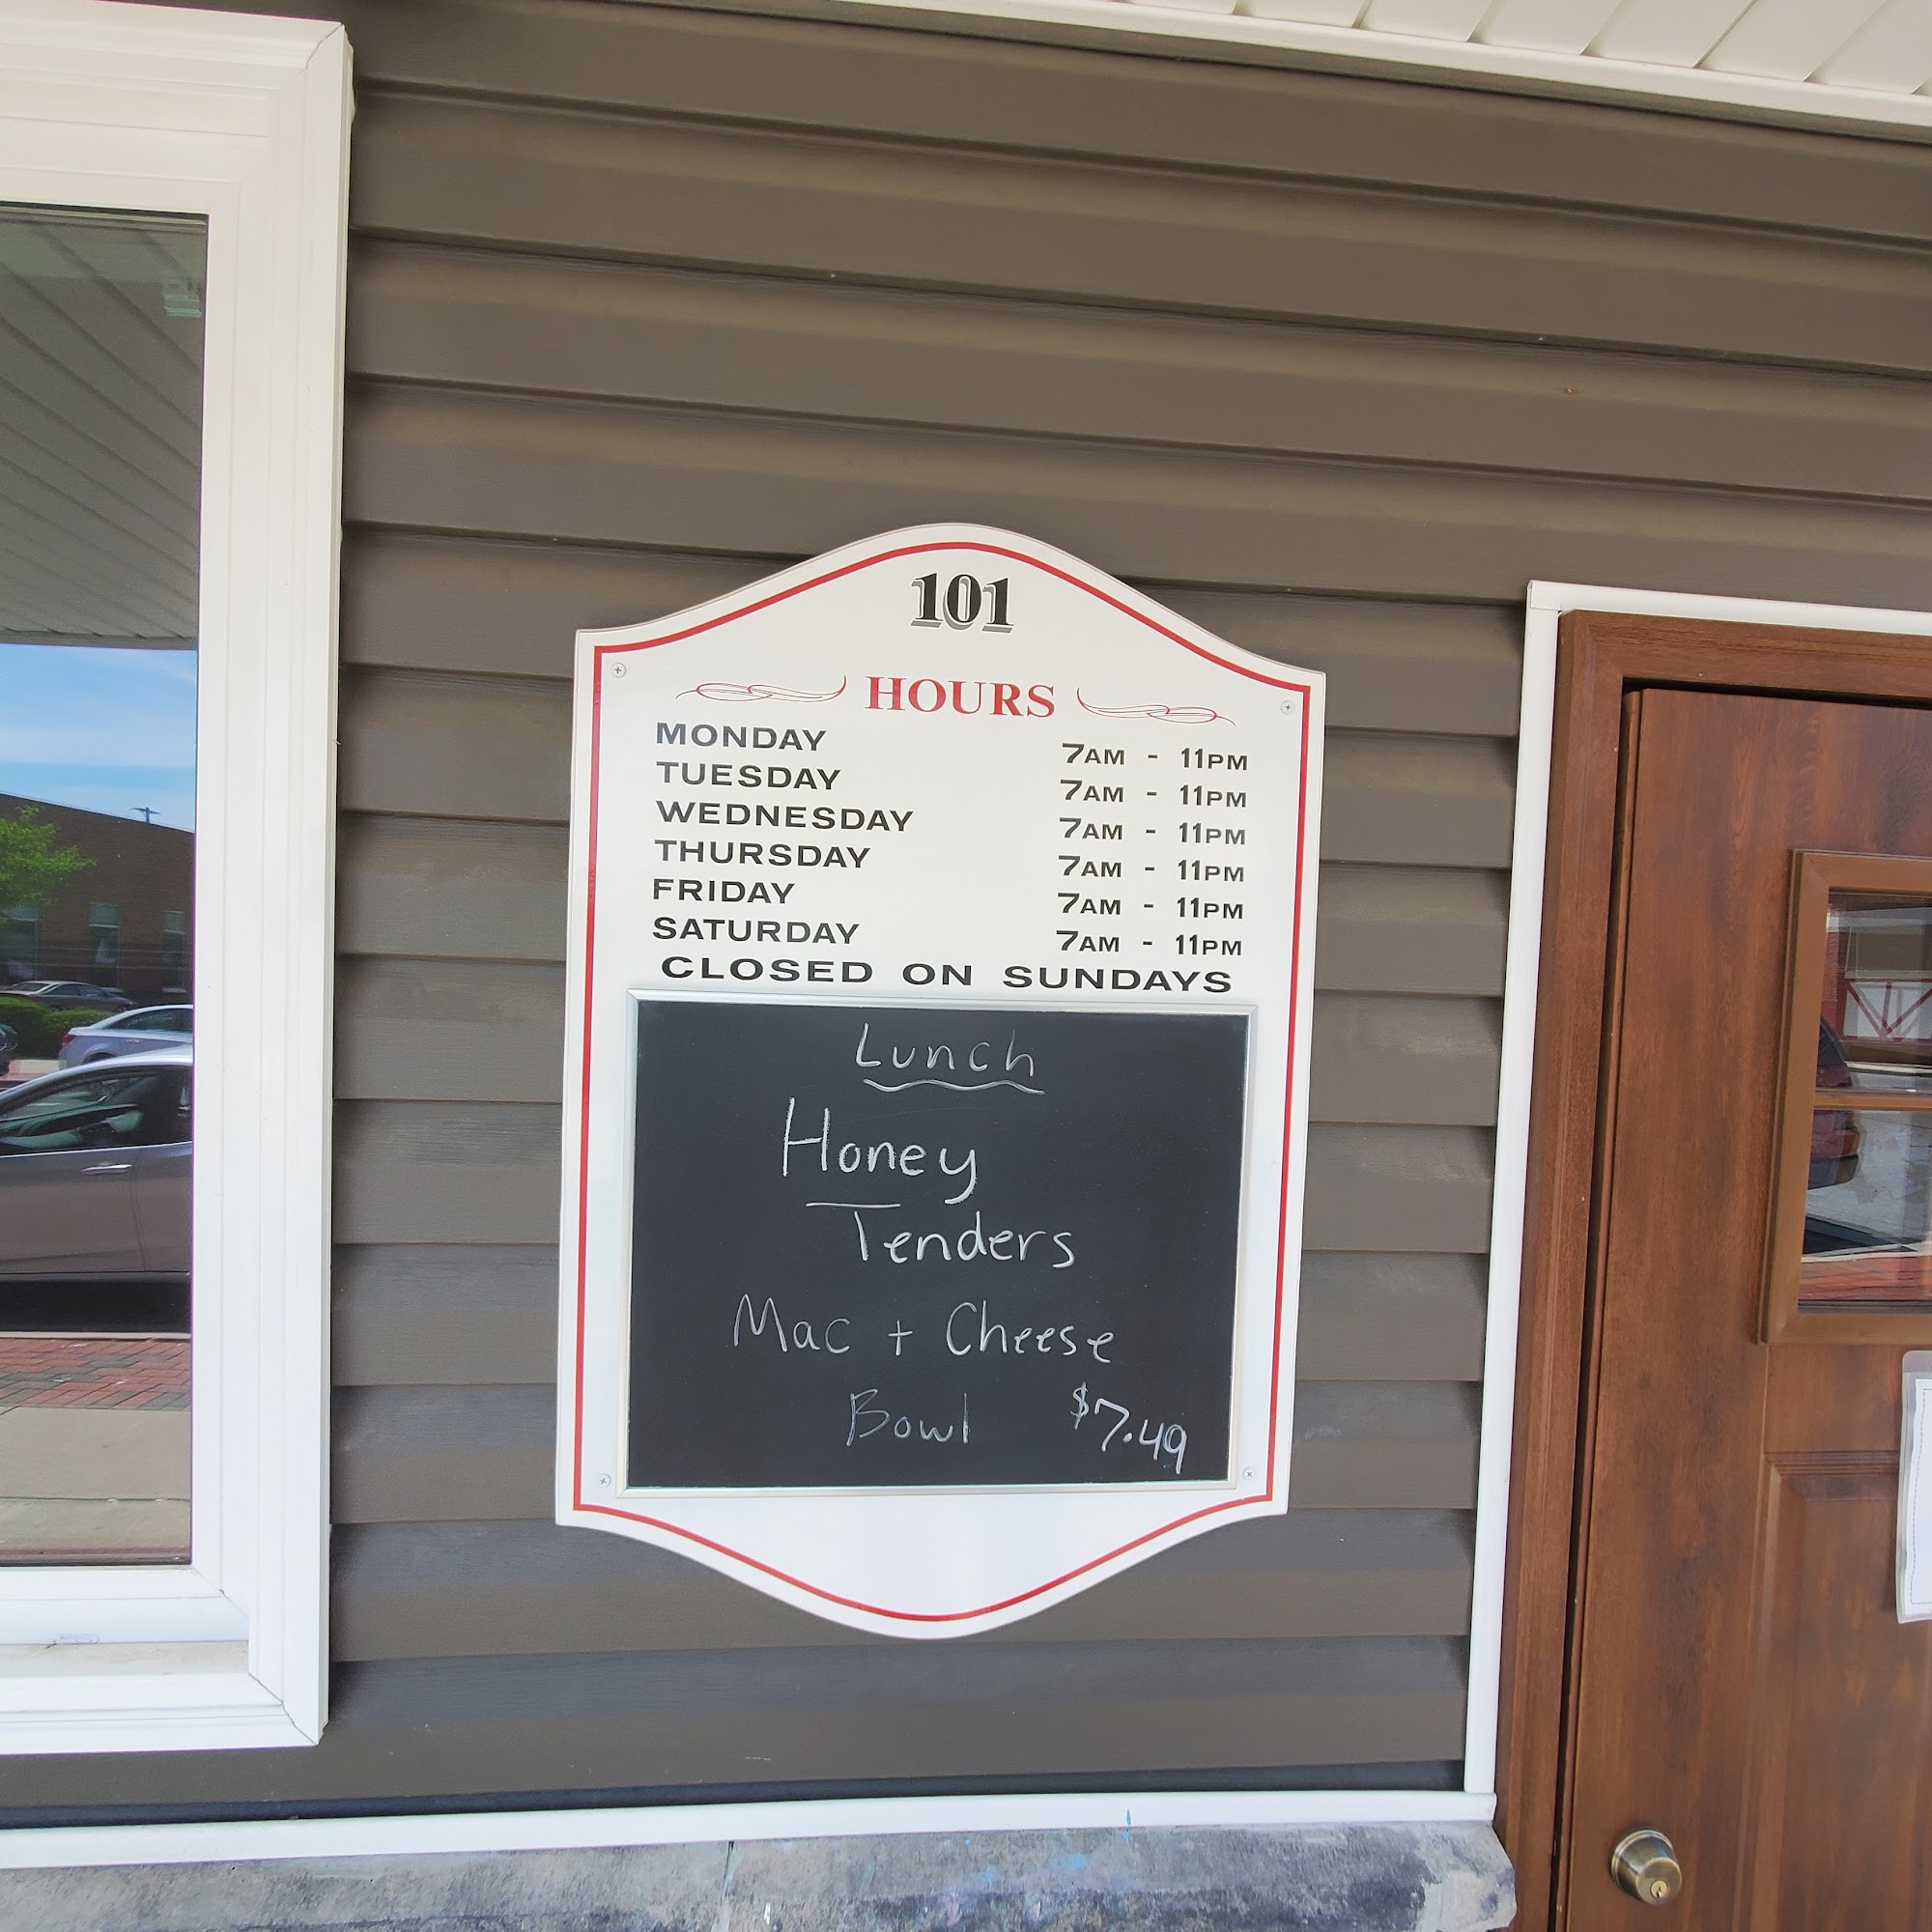 101
HOURS
MONDAY 7AM - 11PM
TUESDAY 7AM - 11PM
WEDNESDAY 7AM - 11PM
THURSDAY 7AM - 11PM
FRIDAY 7AM - 11PM
SATURDAY 7AM - 11PM
CLOSED ON SUNDAYS
Lunch
Honey
Tenders
Mac + Cheese
Bowl $7.49